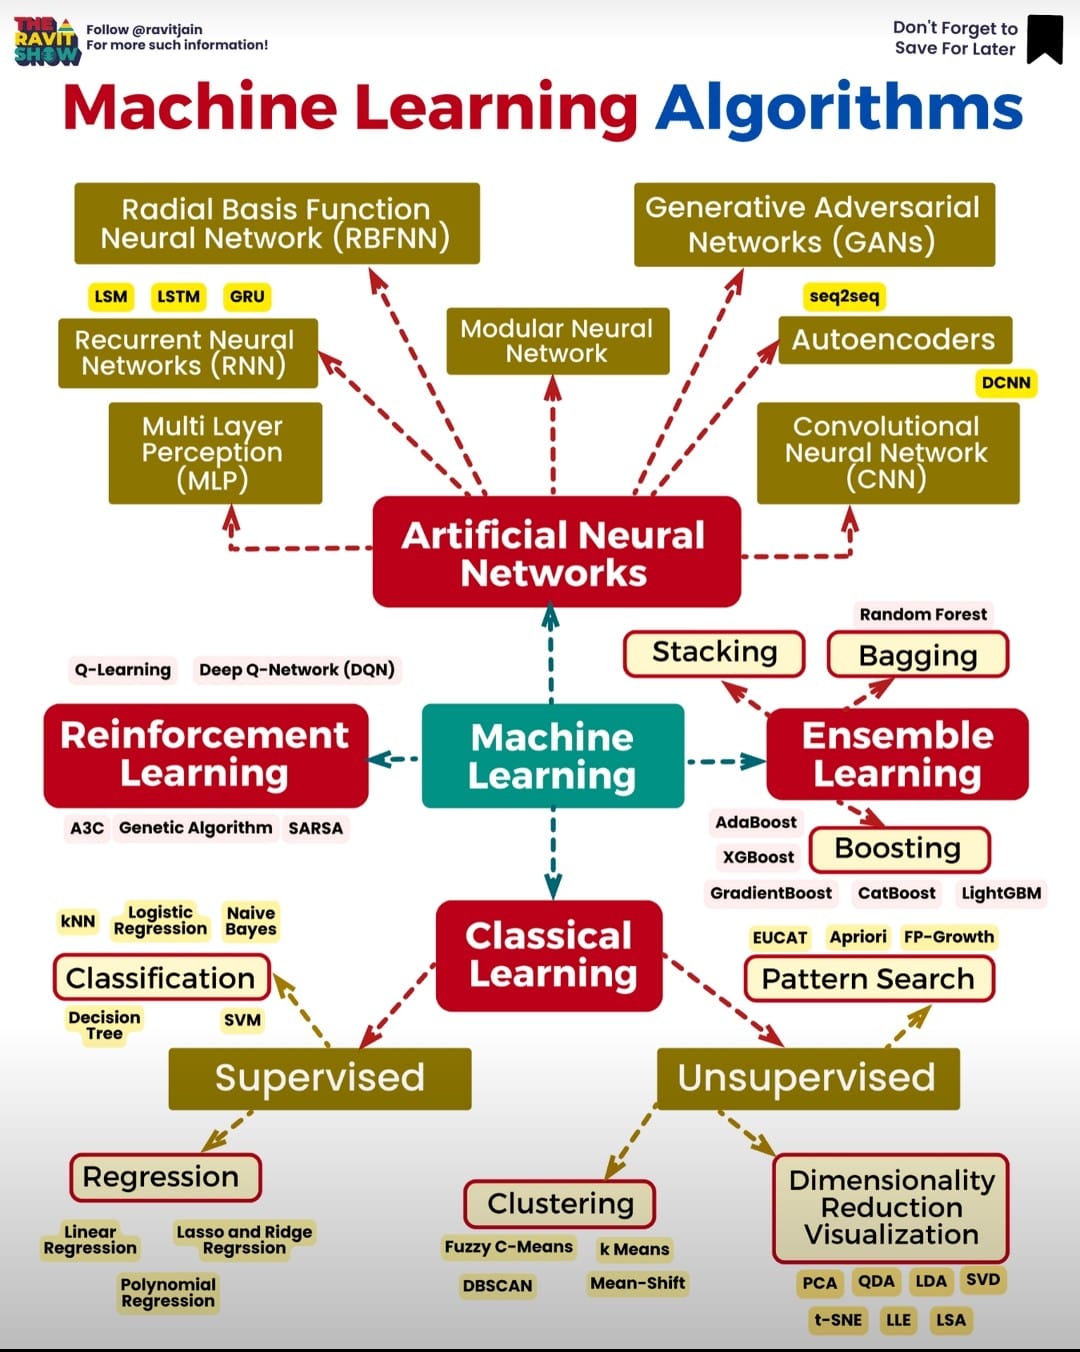 THE
RAVIT
SHOW
Follow @ravitjain
For more such information!
Don't Forget to
Save For Later
Machine Learning Algorithms
Radial Basis Function
Neural Network (RBFNN)
Generative Adversarial
Networks (GANs)
LSM LSTM GRU
Recurrent Neural
Networks (RNN)
Modular Neural
Network
seq2seq
Autoencoders
DCNN
Multi Layer
Perception
(MLP)
Convolutional
Neural Network
(CNN)
Artificial Neural
Networks
Random Forest
Stacking
Bagging
Q-Learning Deep Q-Network (DQN)
Reinforcement
Learning
Machine
Learning
Ensemble
Learning
A3C Genetic Algorithm SARSA
AdaBoost
XGBoost
Boosting
GradientBoost CatBoost LightGBM
kNN
Logistic
Regression
Naive
Bayes
Classification
Decision
Tree
SVM
Classical
Learning
EUCAT Apriori FP-Growth
Pattern Search
Supervised
Unsupervised
Regression
Linear
Regression
Lasso and Ridge
Regrssion
Polynomial
Regression
Clustering
Fuzzy C-Means k Means
DBSCAN Mean-Shift
Dimensionality
Reduction
Visualization
PCA QDA LDA SVD
t-SNE LLE LSA